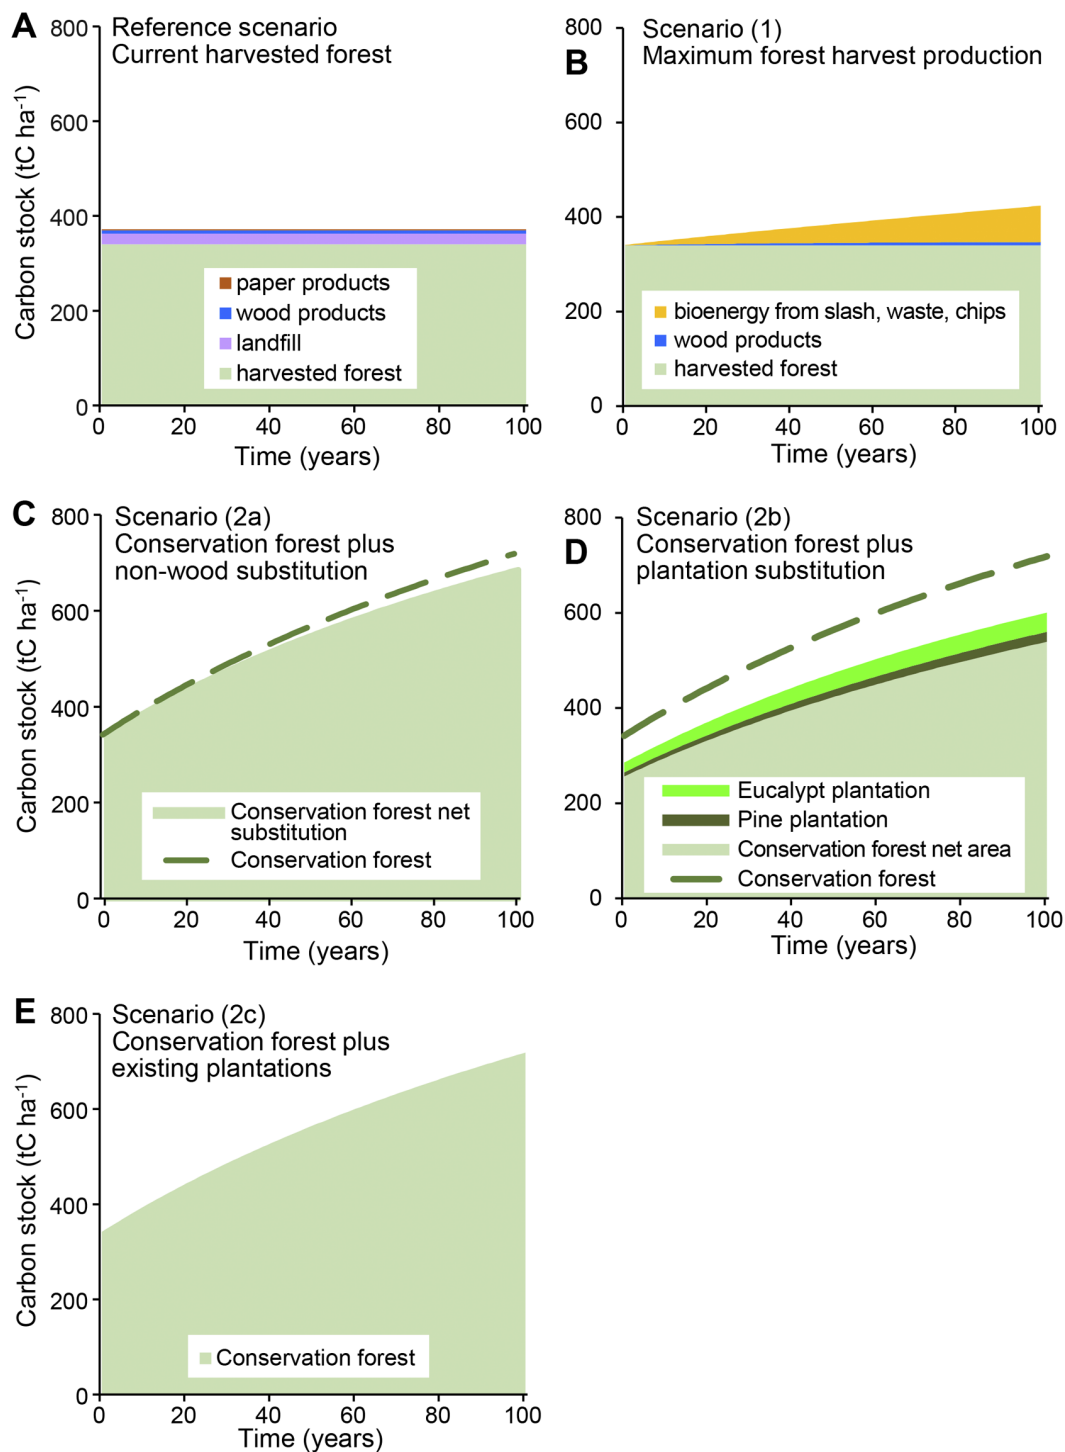 A
Reference scenario
Current harvested forest
Carbon stock (tC ha⁻¹)
800
600
400
200
0
paper products
wood products
landfill
harvested forest
0 20 40 60 80 100
Time (years)
B
Scenario (1)
Maximum forest harvest production
800
600
400
200
0
bioenergy from slash, waste, chips
wood products
harvested forest
0 20 40 60 80 100
Time (years)
C
Scenario (2a)
Conservation forest plus
non-wood substitution
Carbon stock (tC ha⁻¹)
800
600
400
200
0
Conservation forest net
substitution
Conservation forest
0 20 40 60 80 100
Time (years)
D
Scenario (2b)
Conservation forest plus
plantation substitution
800
600
400
200
0
Eucalypt plantation
Pine plantation
Conservation forest net area
Conservation forest
0 20 40 60 80 100
Time (years)
E
Scenario (2c)
Conservation forest plus
existing plantations
Carbon stock (tC ha⁻¹)
800
600
400
200
0
Conservation forest
0 20 40 60 80 100
Time (years)